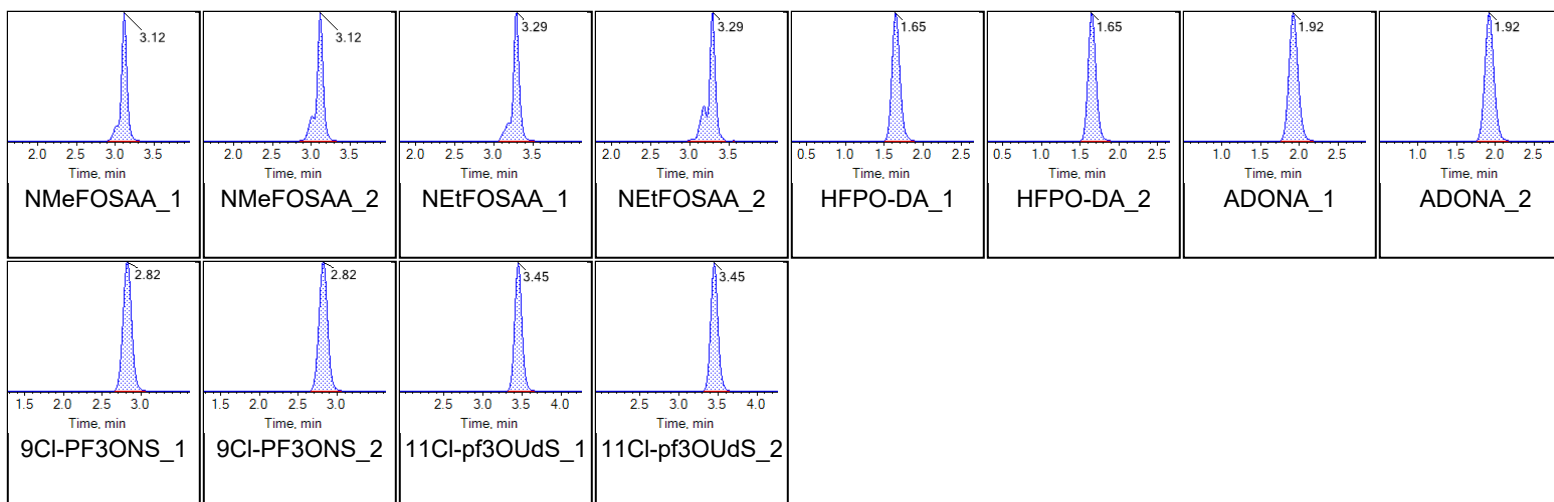 3.12 3.12 3.29 3.29 1.65 1.65 1.92 1.92
2.0 2.5 3.0 3.5 2.0 2.5 3.0 3.5 2.0 2.5 3.0 3.5 2.0 2.5 3.0 3.5 0.5 1.0 1.5 2.0 2.5 0.5 1.0 1.5 2.0 2.5 1.0 1.5 2.0 2.5 1.0 1.5 2.0 2.5
Time, min Time, min Time, min Time, min Time, min Time, min Time, min Time, min
NMeFOSAA_1 NMeFOSAA_2 NEtFOSAA_1 NEtFOSAA_2 HFPO-DA_1 HFPO-DA_2 ADONA_1 ADONA_2
2.82 2.82 3.45 3.45
1.5 2.0 2.5 3.0 1.5 2.0 2.5 3.0 2.5 3.0 3.5 4.0 2.5 3.0 3.5 4.0
Time, min Time, min Time, min Time, min
9Cl-PF3ONS_1 9Cl-PF3ONS_2 11Cl-pf3OUdS_1 11Cl-pf3OUdS_2